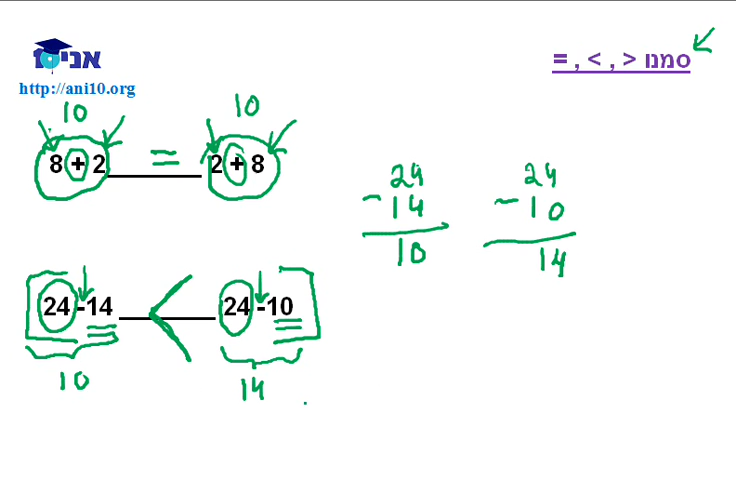 אני10
http://ani10.org
סמנו > , < , =
10 10
8 + 2 = 2 + 8
24 -14 < 24 -10
10 14
24
- 14
10
24
- 10
14